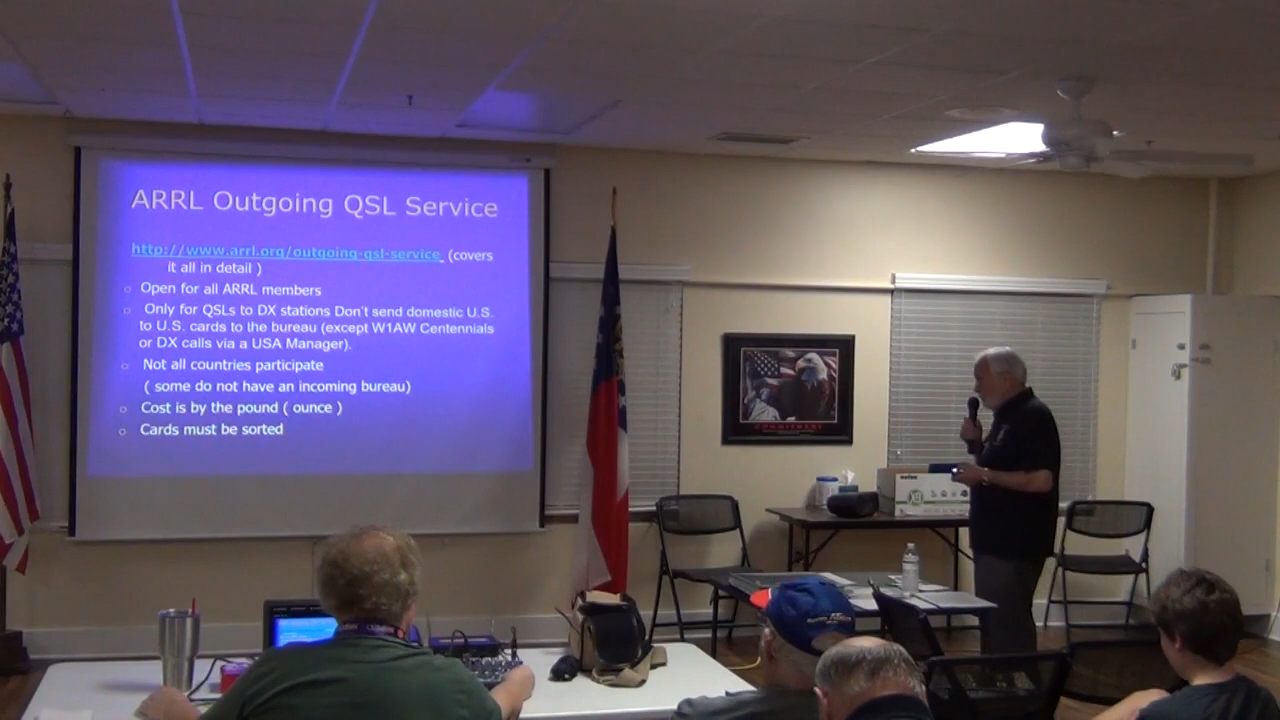 ARRL Outgoing QSL Service
http://www.arrl.org/outgoing-qsl-service (covers
it all in detail )
Open for all ARRL members
Only for QSLs to DX stations Don't send domestic U.S.
to U.S. cards to the bureau (except W1AW Centennials
or DX calls via a USA Manager).
Not all countries participate
( some do not have an incoming bureau)
Cost is by the pound ( ounce )
Cards must be sorted
COMMITMENT